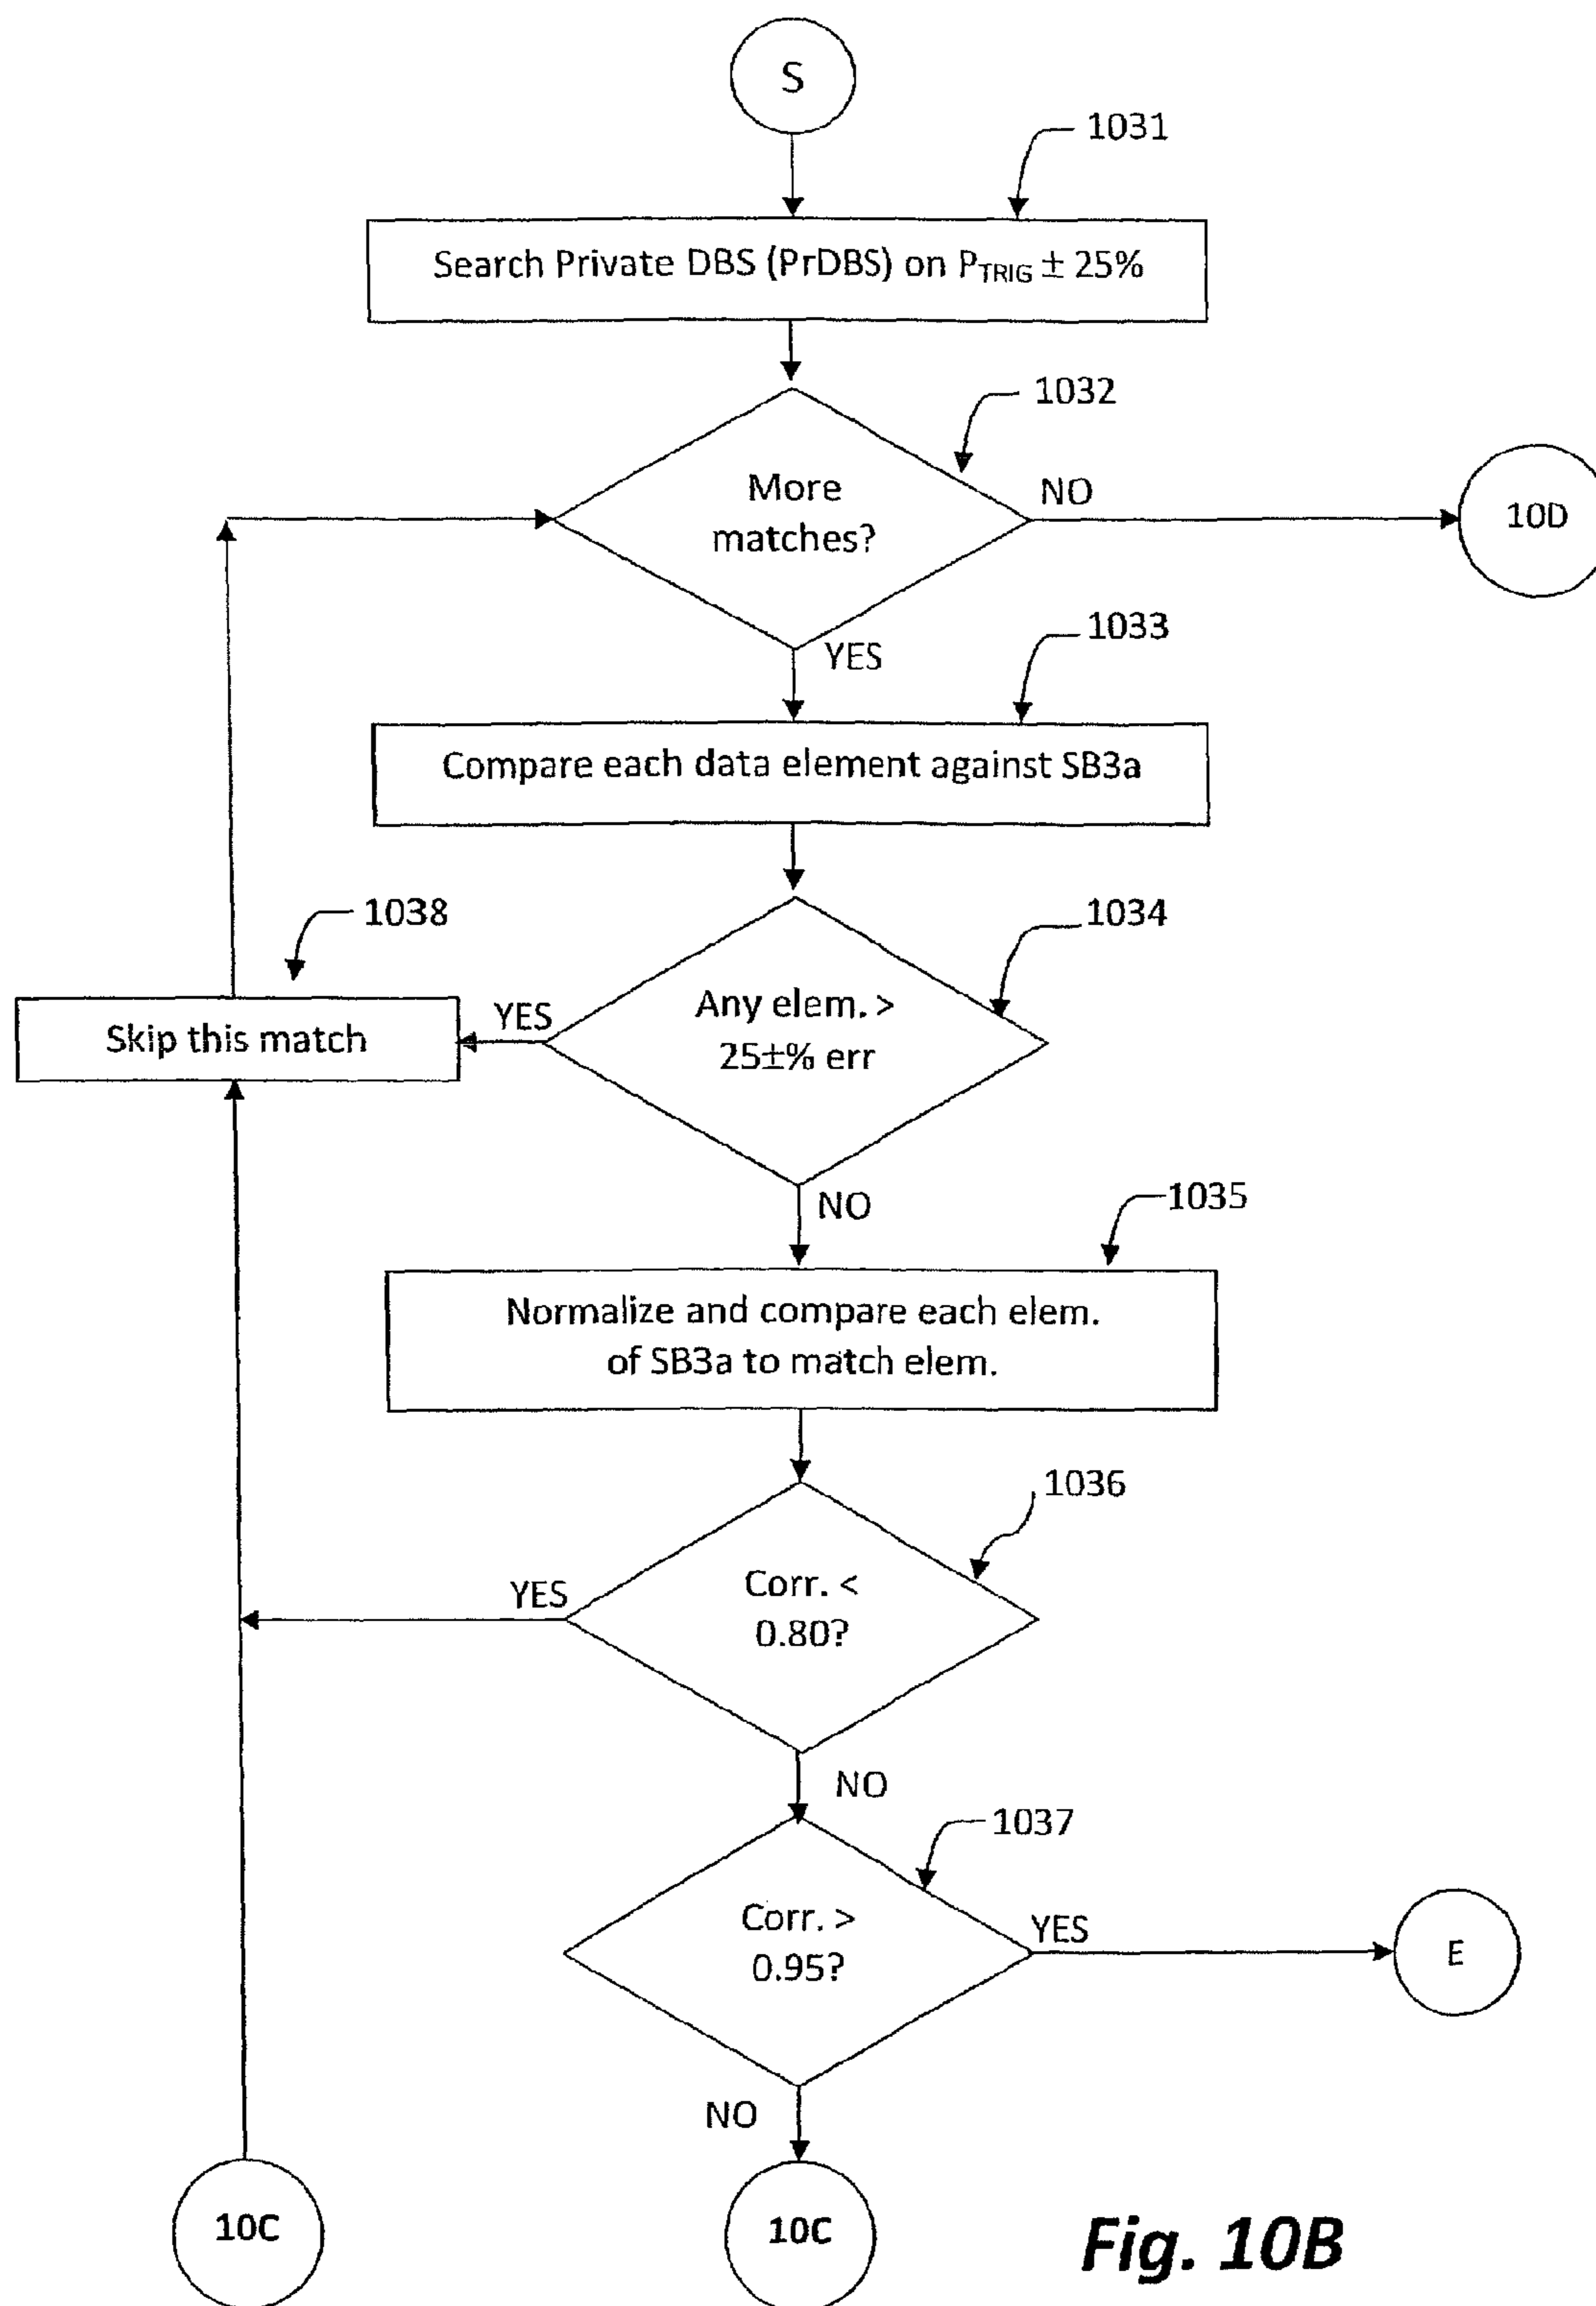 S
1031
Search Private DBS (PrDBS) on PTRIG ± 25%
1032
More
matches?
NO
10D
YES
1033
Compare each data element against SB3a
1038
1034
Skip this match
YES
Any elem. >
25±% err
NO
1035
Normalize and compare each elem.
of SB3a to match elem.
1036
YES
Corr. <
0.80?
NO
1037
Corr. >
0.95?
YES
E
NO
10C
10C
Fig. 10B